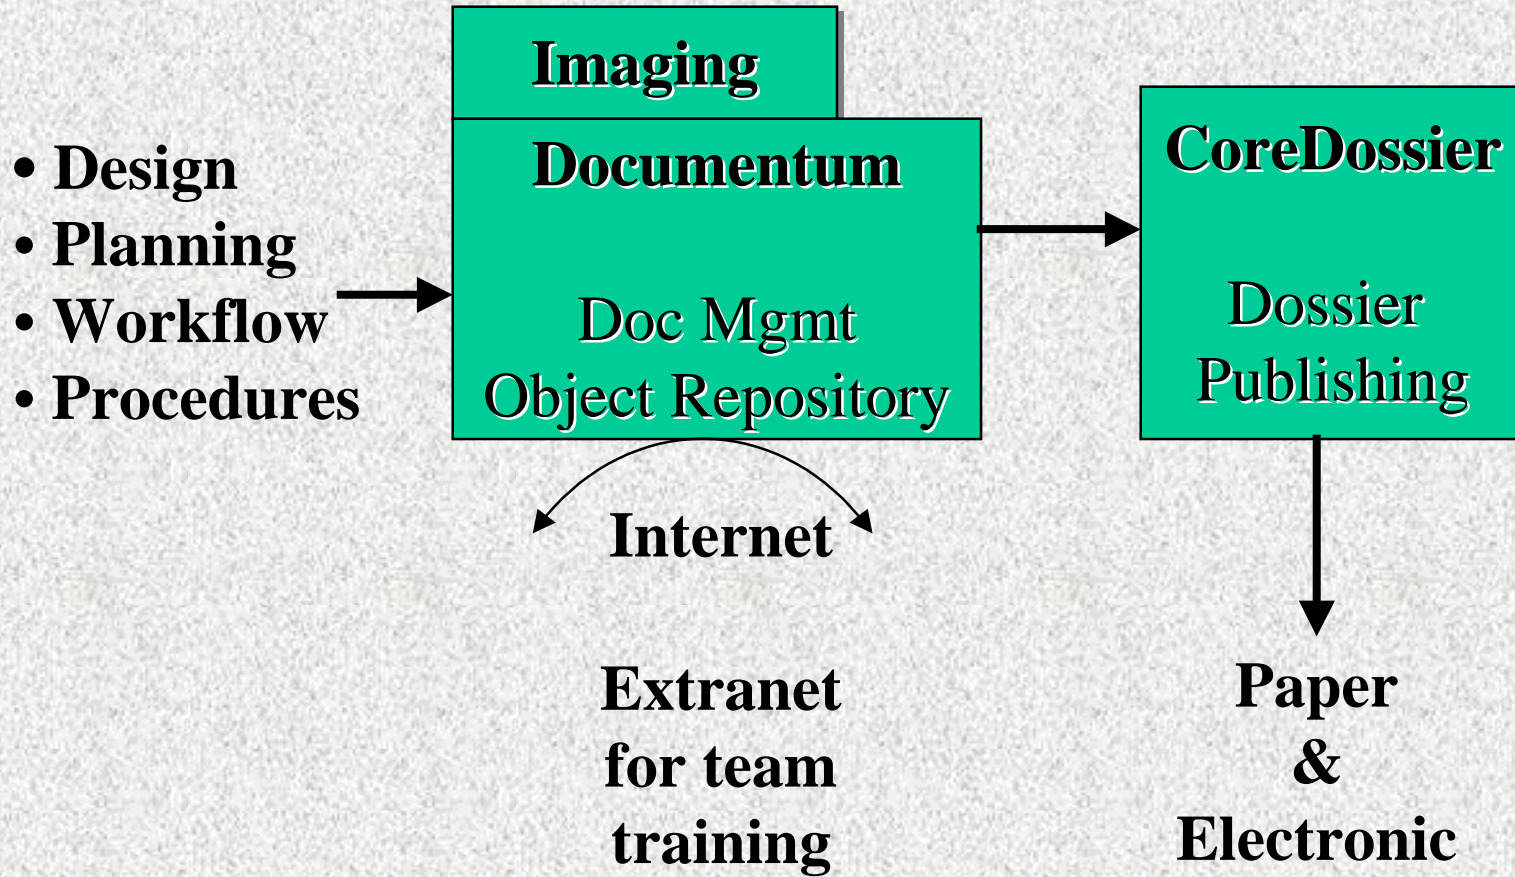 • Design
• Planning
• Workflow
• Procedures
Imaging
Documentum
Doc Mgmt
Object Repository
Internet
Extranet
for team
training
CoreDossier
Dossier
Publishing
Paper
&
Electronic